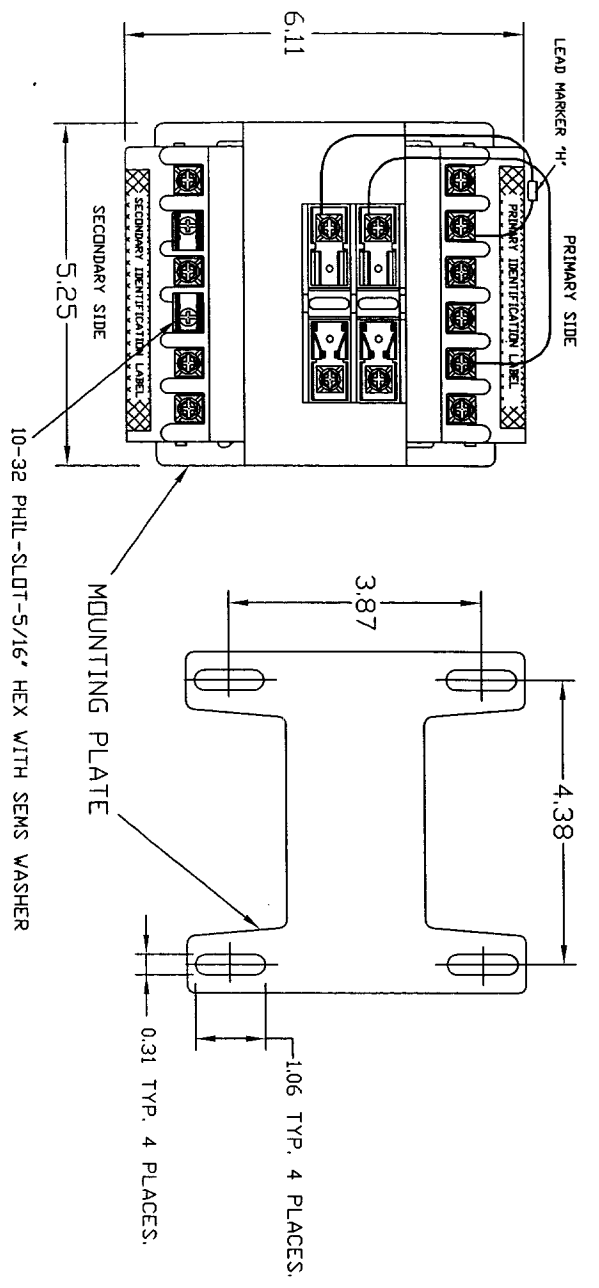 6.11
LEAD MARKER "H"
PRIMARY SIDE
PRIMARY IDENTIFICATION LABEL
SECONDARY IDENTIFICATION LABEL
SECONDARY SIDE
5.25
10-32 PHIL-SLOT-5/16" HEX WITH SEMS WASHER
MOUNTING PLATE
3.87
4.38
1.06 TYP. 4 PLACES.
0.31 TYP. 4 PLACES.